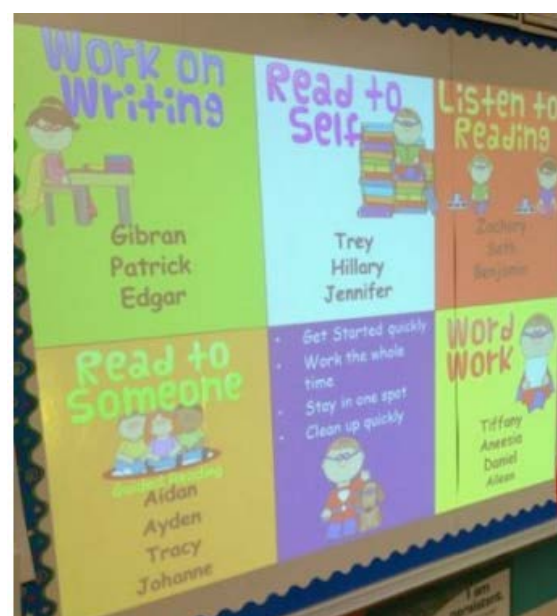 Work on
Writing
Gibran
Patrick
Edgar
Read to
Self
Trey
Hillary
Jennifer
Listen to
Reading
Zachary
Seth
Benjamin
Read to
Someone
Aidan
Ayden
Tracy
Johanne
• Get Started quickly
• Work the whole
time
• Stay in one spot
• Clean up quickly
Word
Work
Tiffany
Aneesia
Daniel
I am
persistent.